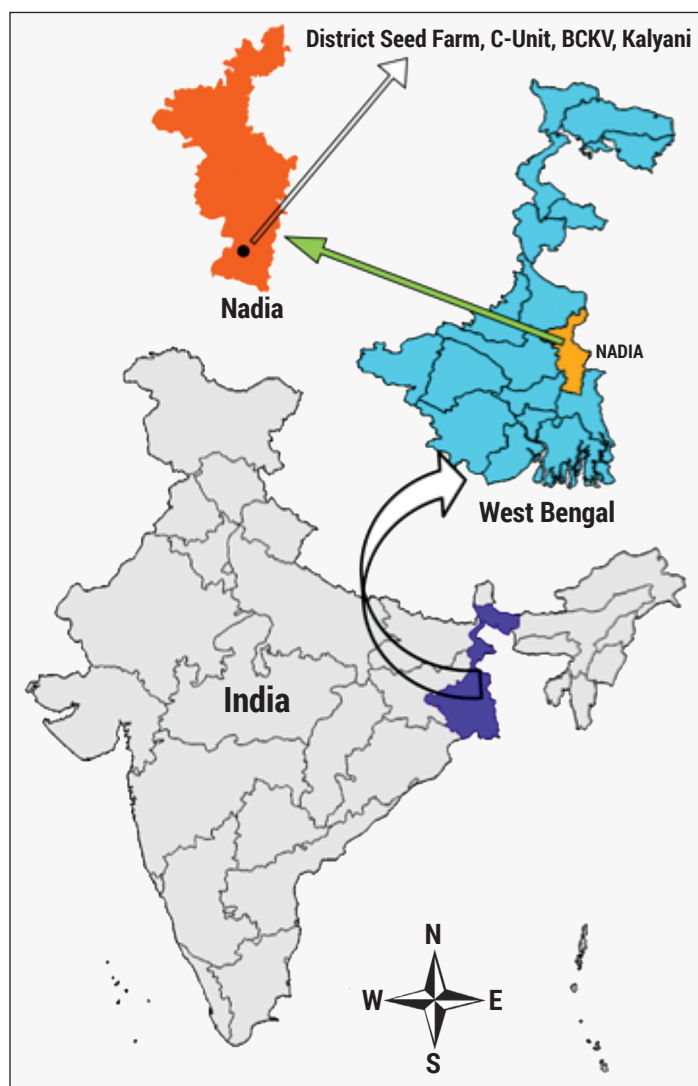 District Seed Farm, C-Unit, BCKV, Kalyani
Nadia
NADIA
West Bengal
India
N
W
E
S